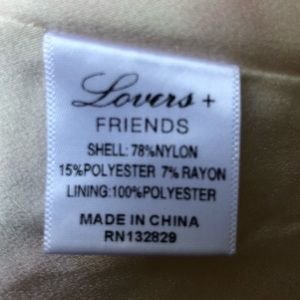 Lovers +
FRIENDS
SHELL: 78%NYLON
15%POLYESTER 7% RAYON
LINING:100%POLYESTER
MADE IN CHINA
RN132829